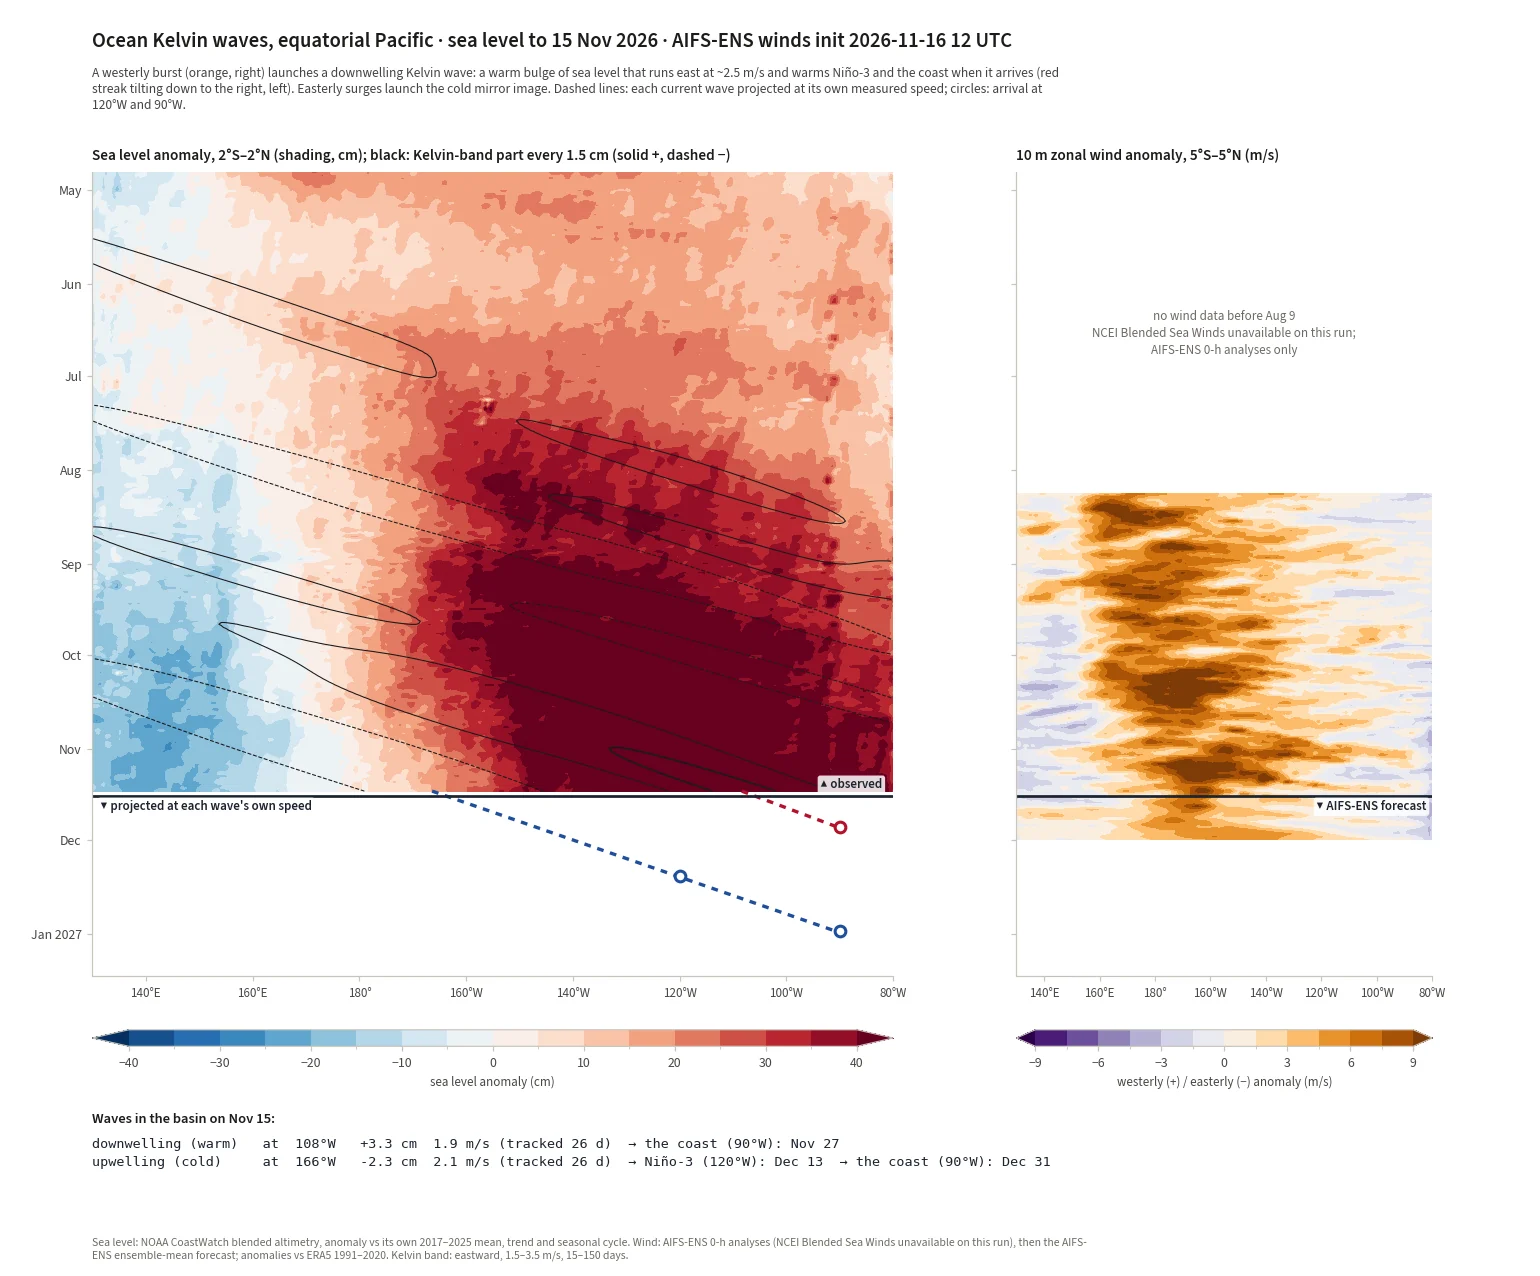 Ocean Kelvin waves, equatorial Pacific · sea level to 15 Nov 2026 · AIFS-ENS winds init 2026-11-16 12 UTC
A westerly burst (orange, right) launches a downwelling Kelvin wave: a warm bulge of sea level that runs east at ~2.5 m/s and warms Niño-3 and the coast when it arrives (red
streak tilting down to the right, left). Easterly surges launch the cold mirror image. Dashed lines: each current wave projected at its own measured speed; circles: arrival at
120°W and 90°W.
Sea level anomaly, 2°S–2°N (shading, cm); black: Kelvin-band part every 1.5 cm (solid +, dashed −)
May
Jun
Jul
Aug
Sep
Oct
Nov
Dec
Jan 2027
▲ observed
▼ projected at each wave's own speed
140°E 160°E 180° 160°W 140°W 120°W 100°W 80°W
−40 −30 −20 −10 0 10 20 30 40
sea level anomaly (cm)
10 m zonal wind anomaly, 5°S–5°N (m/s)
no wind data before Aug 9
NCEI Blended Sea Winds unavailable on this run;
AIFS-ENS 0-h analyses only
▼ AIFS-ENS forecast
140°E 160°E 180° 160°W 140°W 120°W 100°W 80°W
−9 −6 −3 0 3 6 9
westerly (+) / easterly (−) anomaly (m/s)
Waves in the basin on Nov 15:
downwelling (warm) at 108°W +3.3 cm 1.9 m/s (tracked 26 d) → the coast (90°W): Nov 27
upwelling (cold) at 166°W -2.3 cm 2.1 m/s (tracked 26 d) → Niño-3 (120°W): Dec 13 → the coast (90°W): Dec 31
Sea level: NOAA CoastWatch blended altimetry, anomaly vs its own 2017–2025 mean, trend and seasonal cycle. Wind: AIFS-ENS 0-h analyses (NCEI Blended Sea Winds unavailable on this run), then the AIFS-
ENS ensemble-mean forecast; anomalies vs ERA5 1991–2020. Kelvin band: eastward, 1.5–3.5 m/s, 15–150 days.